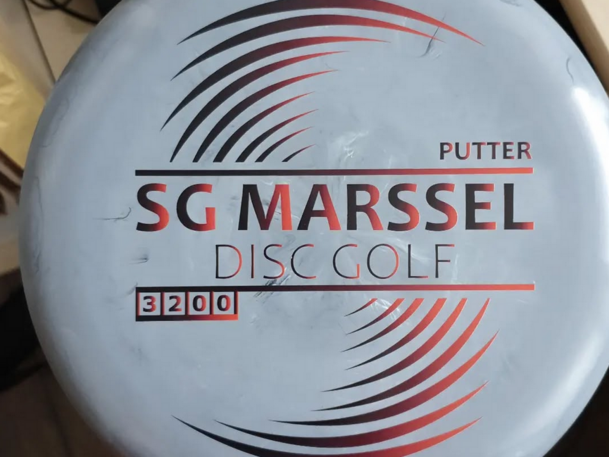 PUTTER
SG MARSSEL
DISC GOLF
3200